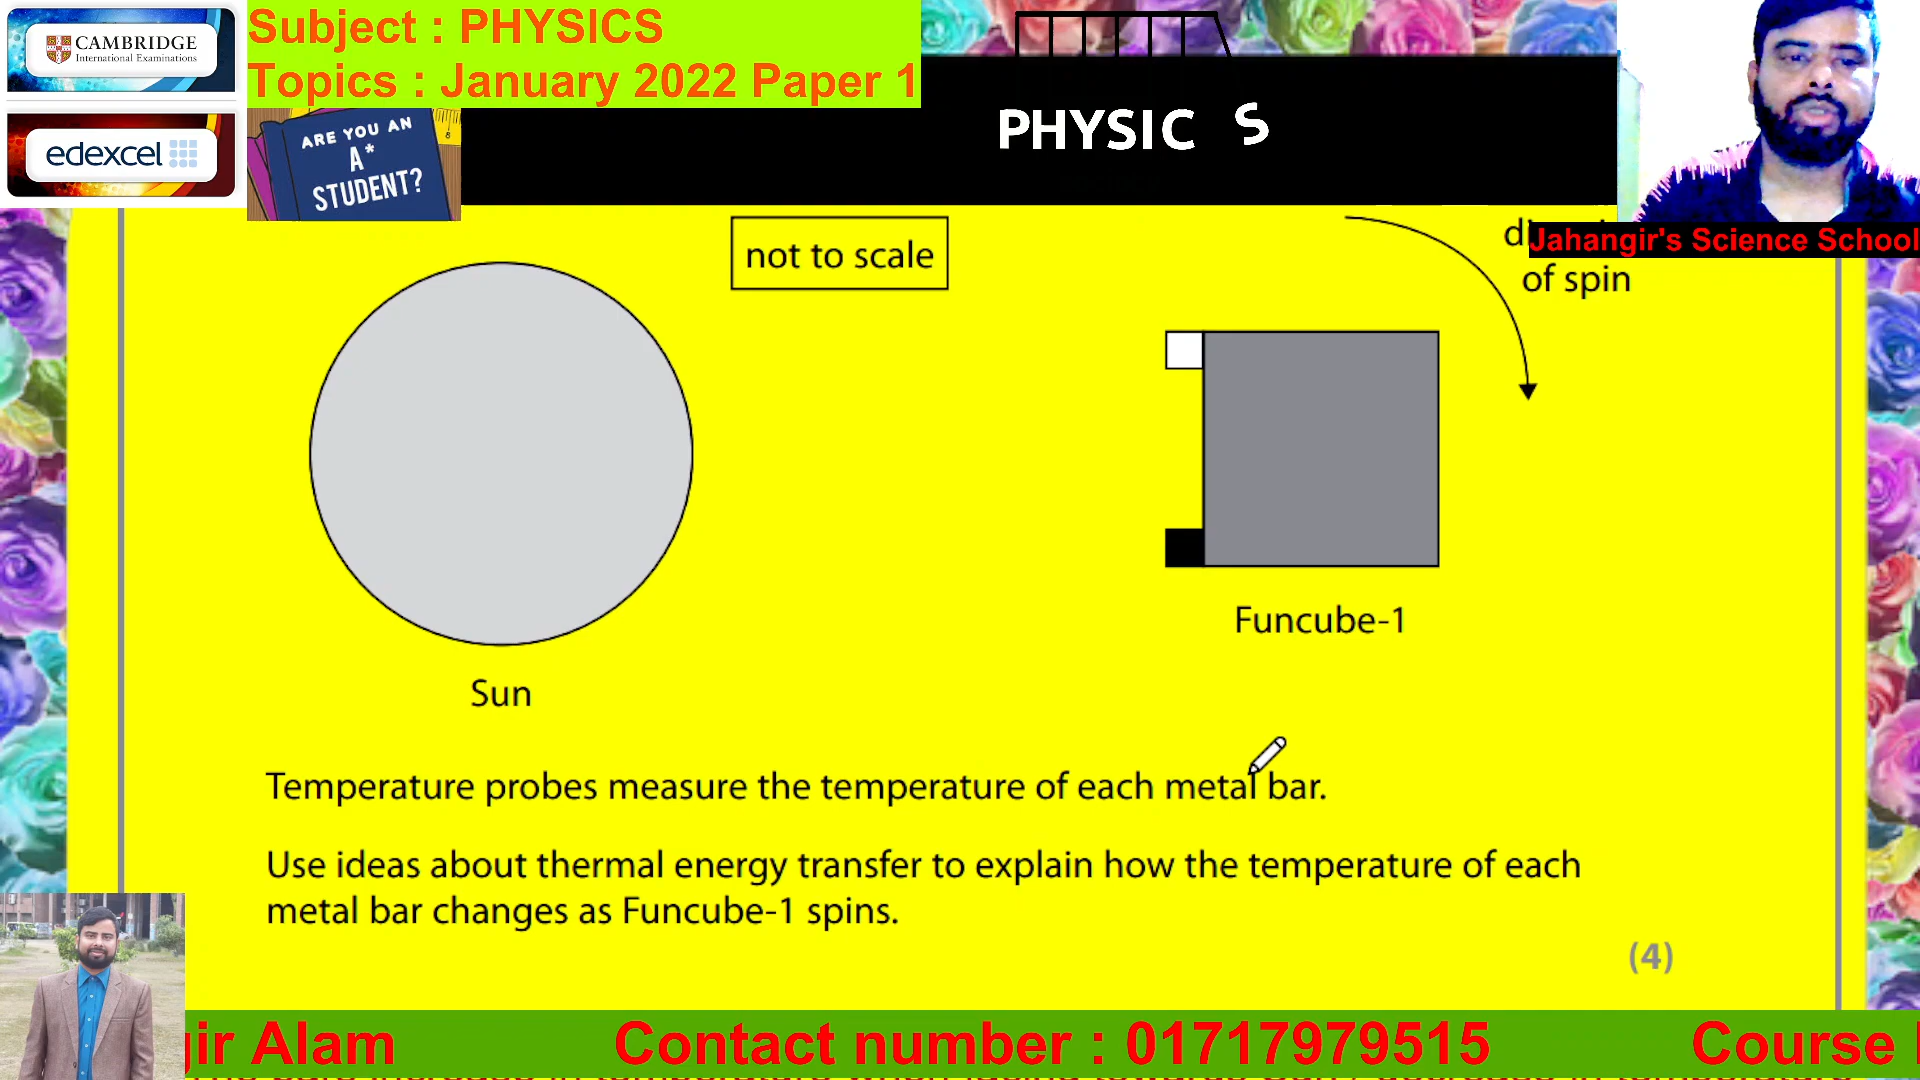 CAMBRIDGE
International Examinations
edexcel
Subject : PHYSICS
Topics : January 2022 Paper 1
ARE YOU AN
A*
STUDENT?
PHYSIC S
Jahangir's Science School
not to scale
of spin
Funcube-1
Sun
Temperature probes measure the temperature of each metal bar.
Use ideas about thermal energy transfer to explain how the temperature of each
metal bar changes as Funcube-1 spins.
(4)
gir Alam Contact number : 01717979515 Course